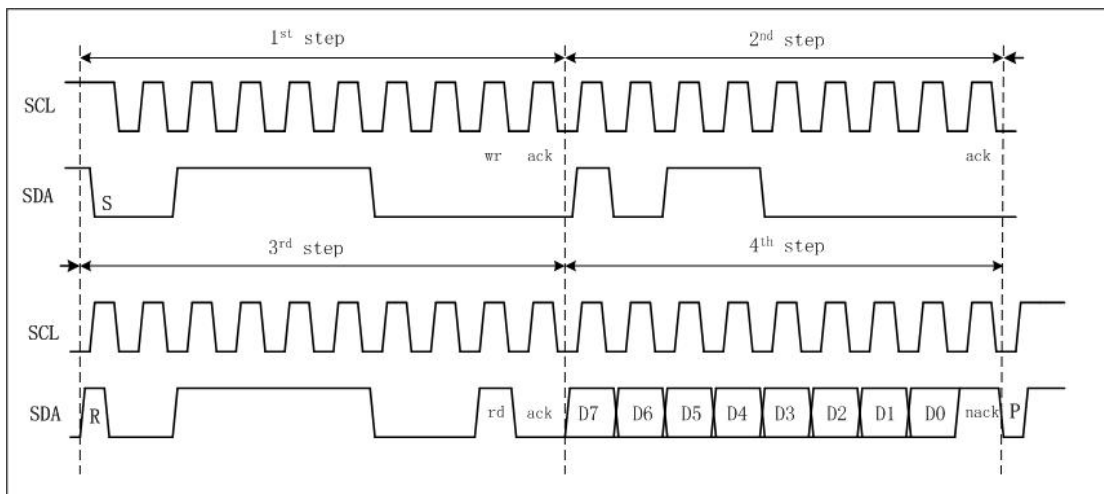 1st step 2nd step
SCL
wr ack ack
SDA S
3rd step 4th step
SCL
SDA R rd ack D7 D6 D5 D4 D3 D2 D1 D0 nack P